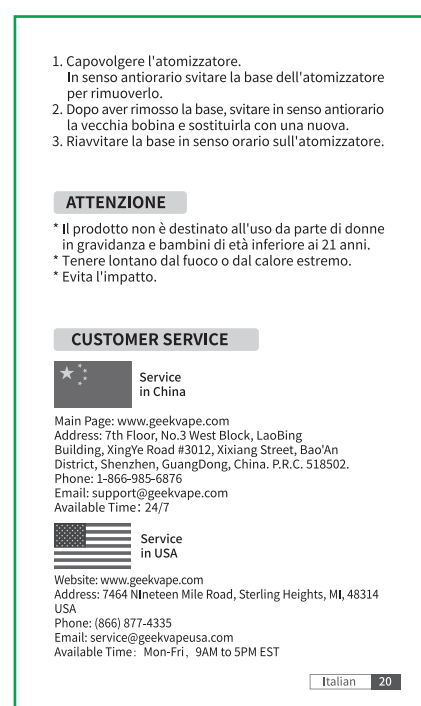 1. Capovolgere l'atomizzatore.
In senso antiorario svitare la base dell'atomizzatore
per rimuoverlo.
2. Dopo aver rimosso la base, svitare in senso antiorario
la vecchia bobina e sostituirla con una nuova.
3. Riavvitare la base in senso orario sull'atomizzatore.
ATTENZIONE
* Il prodotto non è destinato all'uso da parte di donne
in gravidanza e bambini di età inferiore ai 21 anni.
* Tenere lontano dal fuoco o dal calore estremo.
* Evita l'impatto.
CUSTOMER SERVICE
Service
in China
Main Page: www.geekvape.com
Address: 7th Floor, No.3 West Block, LaoBing
Building, XingYe Road #3012, Xixiang Street, Bao'An
District, Shenzhen, GuangDong, China. P.R.C. 518502.
Phone: 1-866-985-6876
Email: support@geekvape.com
Available Time: 24/7
Service
in USA
Website: www.geekvape.com
Address: 7464 NIneteen Mile Road, Sterling Heights, MI, 48314
USA
Phone: (866) 877-4335
Email: service@geekvapeusa.com
Available Time: Mon-Fri, 9AM to 5PM EST
Italian 20